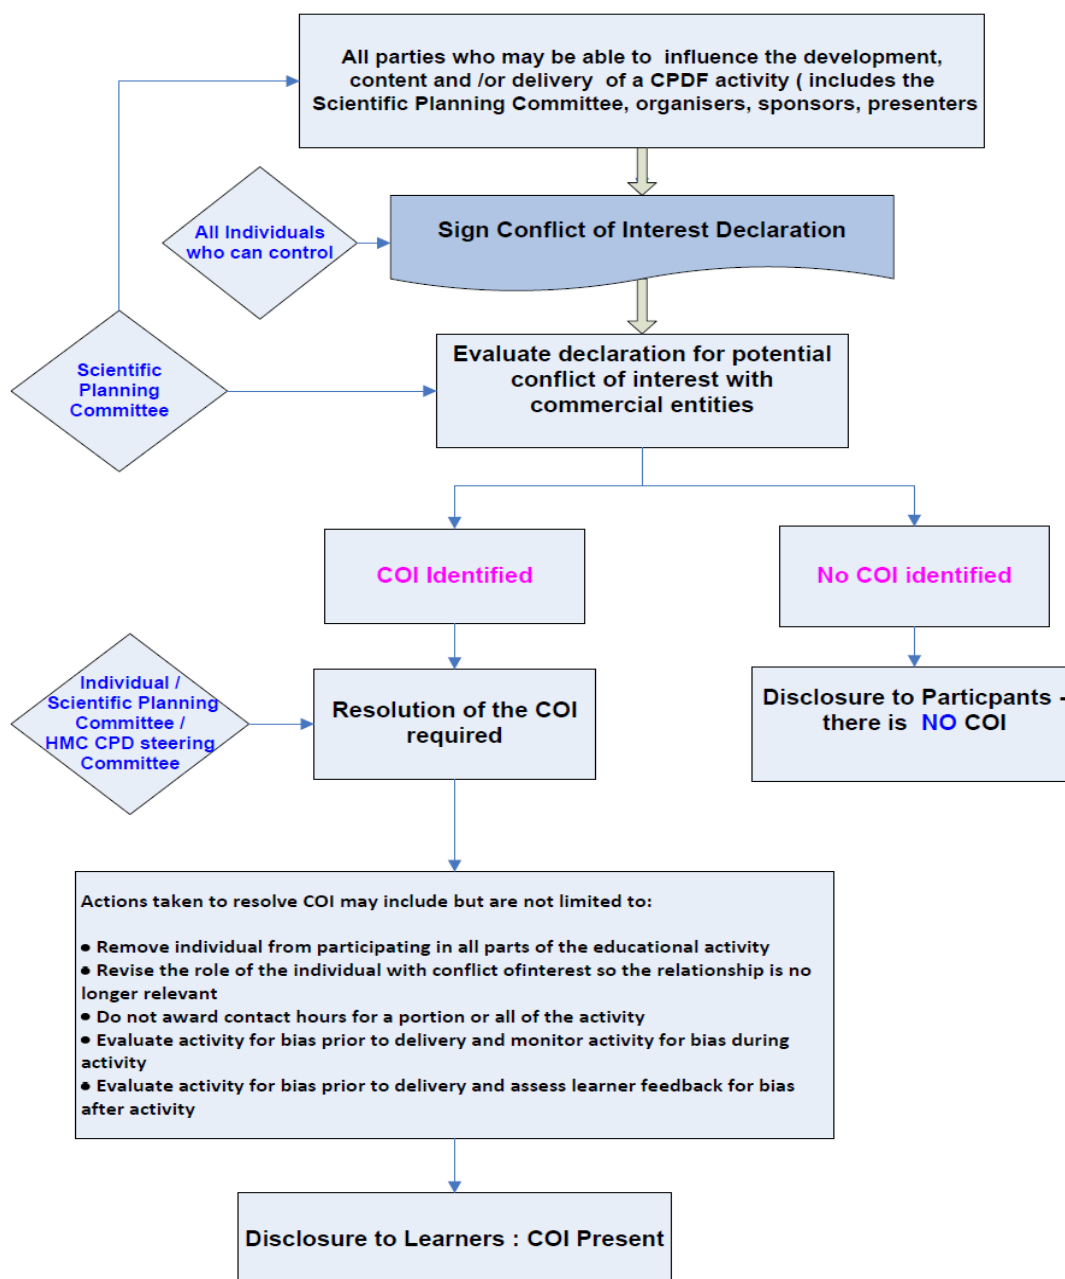 All parties who may be able to influence the development,
content and /or delivery of a CPDF activity ( includes the
Scientific Planning Committee, organisers, sponsors, presenters
All Individuals
who can control
Sign Conflict of Interest Declaration
Scientific
Planning
Committee
Evaluate declaration for potential
conflict of interest with
commercial entities
COI Identified
No COI identified
Individual /
Scientific Planning
Committee /
HMC CPD steering
Committee
Resolution of the COI
required
Disclosure to Particpants -
there is NO COI
Actions taken to resolve COI may include but are not limited to:
● Remove individual from participating in all parts of the educational activity
● Revise the role of the individual with conflict ofinterest so the relationship is no
longer relevant
● Do not award contact hours for a portion or all of the activity
● Evaluate activity for bias prior to delivery and monitor activity for bias during
activity
● Evaluate activity for bias prior to delivery and assess learner feedback for bias
after activity
Disclosure to Learners : COI Present